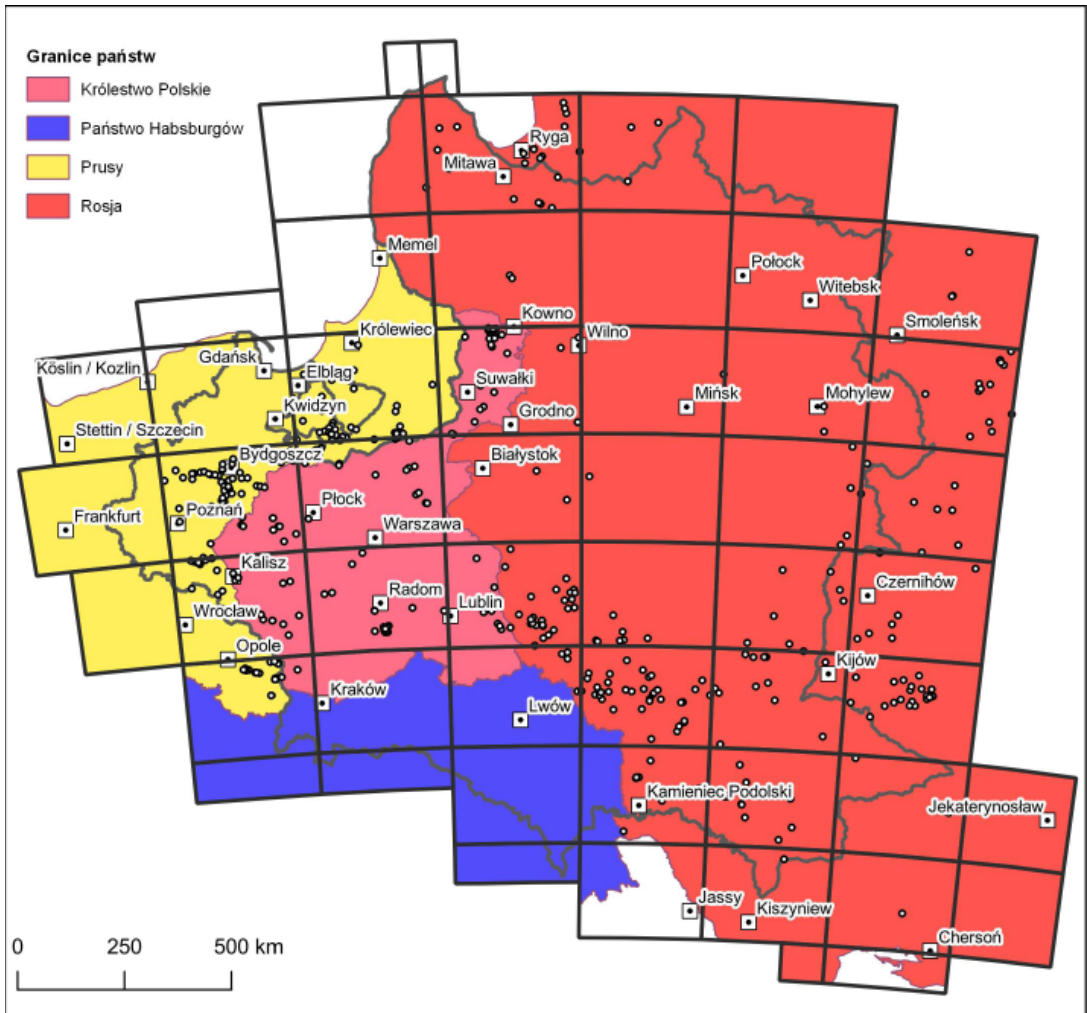 Granice państw
Królestwo Polskie
Państwo Habsburgów
Prusy
Rosja
Ryga
Mitawa
Memel
Połock
Witebsk
Kowno
Smoleńsk
Królewiec
Wilno
Gdańsk
Köslin / Kozlin
Elbląg
Suwałki
Mińsk
Mohylew
Kwidzyn
Grodno
Stettin / Szczecin
Bydgoszcz
Białystok
Płock
Frankfurt
Poznań
Warszawa
Kalisz
Czernihów
Radom
Lublin
Wrocław
Opole
Kijów
Kraków
Lwów
Kamieniec Podolski
Jekaterynosław
Jassy
Kiszyniew
Chersoń
0 250 500 km